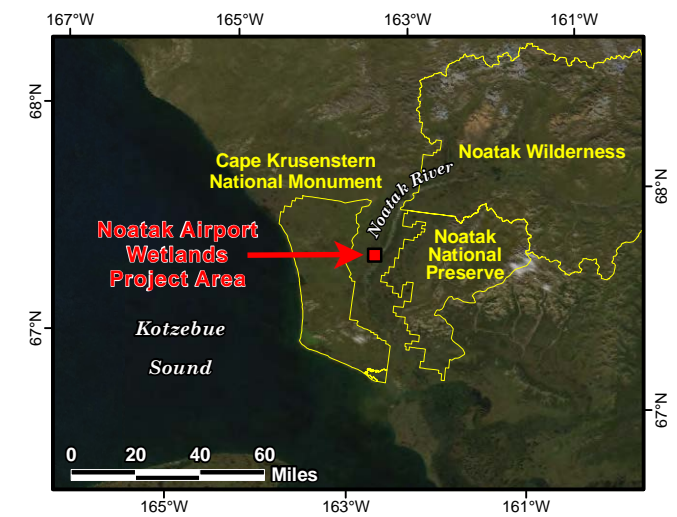 167°W 165°W 163°W 161°W
68°N
68°N
67°N
67°N
Noatak Wilderness
Cape Krusenstern
National Monument
Noatak River
Noatak Airport
Wetlands
Project Area
Noatak
National
Preserve
Kotzebue
Sound
0 20 40 60
Miles
165°W 163°W 161°W